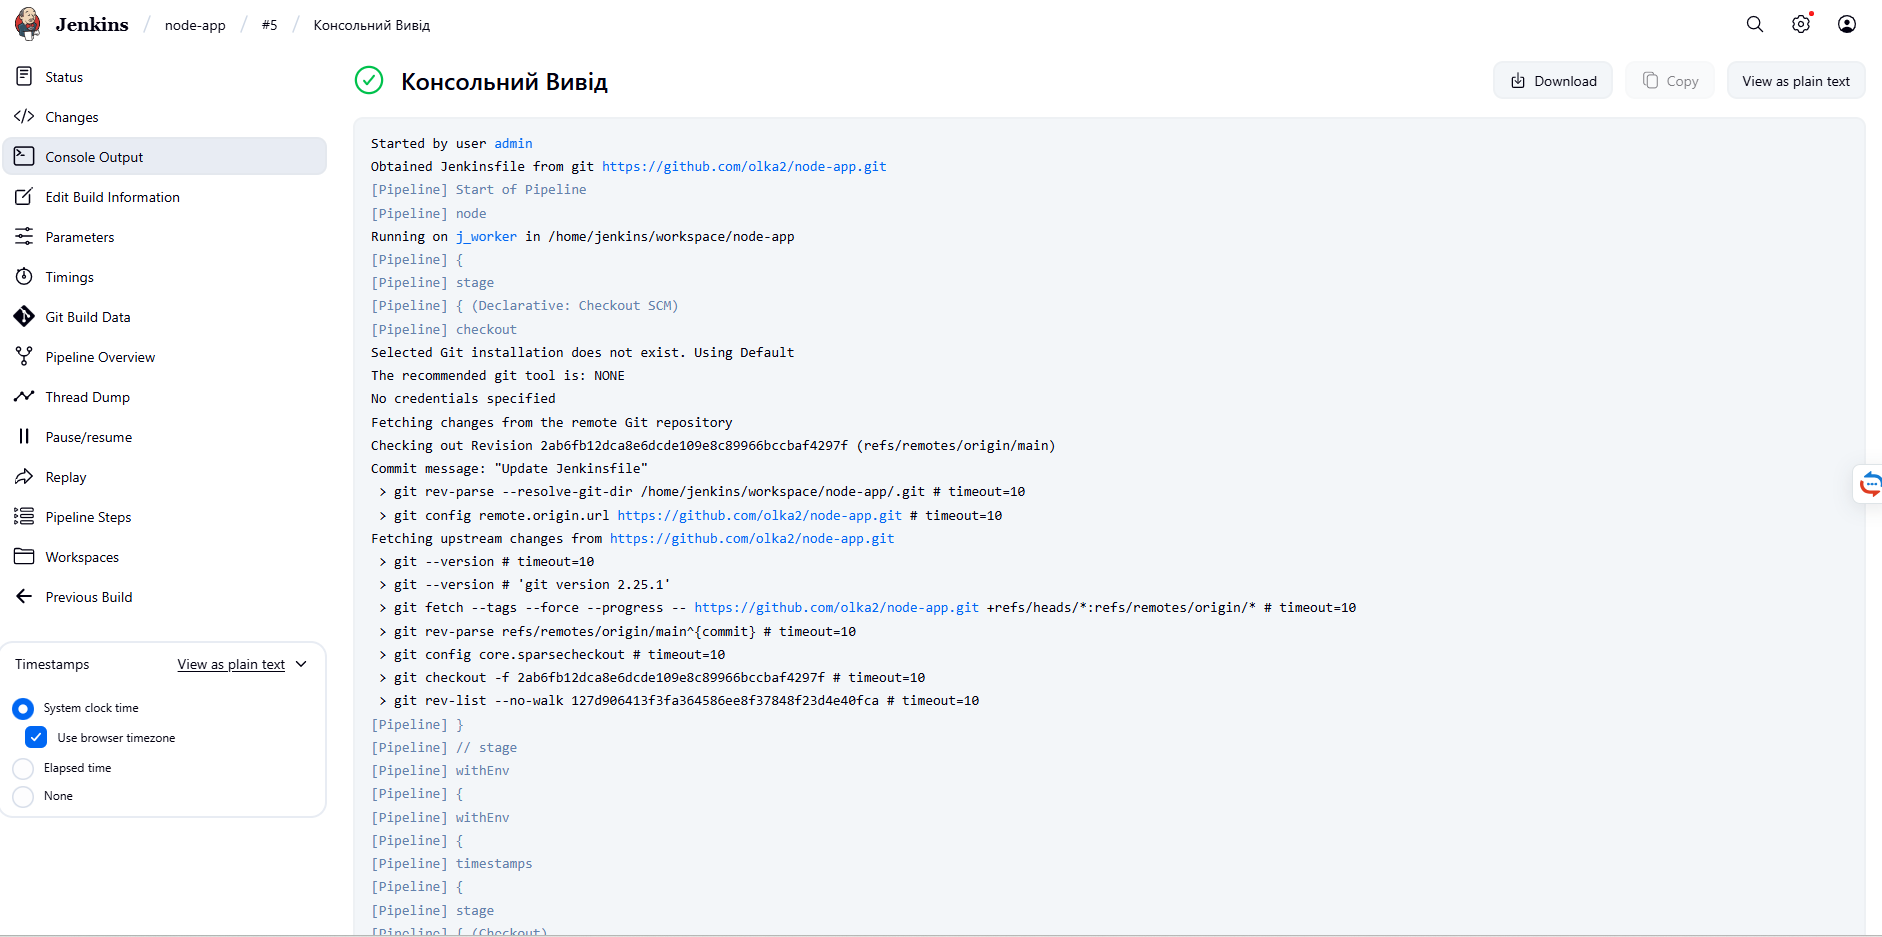 Jenkins / node-app / #5 / Консольний Вивід
Status
Changes
Console Output
Edit Build Information
Parameters
Timings
Git Build Data
Pipeline Overview
Thread Dump
Pause/resume
Replay
Pipeline Steps
Workspaces
Previous Build
Timestamps View as plain text
System clock time
Use browser timezone
Elapsed time
None
Консольний Вивід
Download Copy View as plain text
Started by user admin
Obtained Jenkinsfile from git https://github.com/olka2/node-app.git
[Pipeline] Start of Pipeline
[Pipeline] node
Running on j_worker in /home/jenkins/workspace/node-app
[Pipeline] {
[Pipeline] stage
[Pipeline] { (Declarative: Checkout SCM)
[Pipeline] checkout
Selected Git installation does not exist. Using Default
The recommended git tool is: NONE
No credentials specified
Fetching changes from the remote Git repository
Checking out Revision 2ab6fb12dca8e6dcde109e8c89966bccbaf4297f (refs/remotes/origin/main)
Commit message: "Update Jenkinsfile"
> git rev-parse --resolve-git-dir /home/jenkins/workspace/node-app/.git # timeout=10
> git config remote.origin.url https://github.com/olka2/node-app.git # timeout=10
Fetching upstream changes from https://github.com/olka2/node-app.git
> git --version # timeout=10
> git --version # 'git version 2.25.1'
> git fetch --tags --force --progress -- https://github.com/olka2/node-app.git +refs/heads/*:refs/remotes/origin/* # timeout=10
> git rev-parse refs/remotes/origin/main^{commit} # timeout=10
> git config core.sparsecheckout # timeout=10
> git checkout -f 2ab6fb12dca8e6dcde109e8c89966bccbaf4297f # timeout=10
> git rev-list --no-walk 127d906413f3fa364586ee8f37848f23d4e40fca # timeout=10
[Pipeline] }
[Pipeline] // stage
[Pipeline] withEnv
[Pipeline] {
[Pipeline] withEnv
[Pipeline] {
[Pipeline] timestamps
[Pipeline] {
[Pipeline] stage
[Pipeline] { (Checkout)